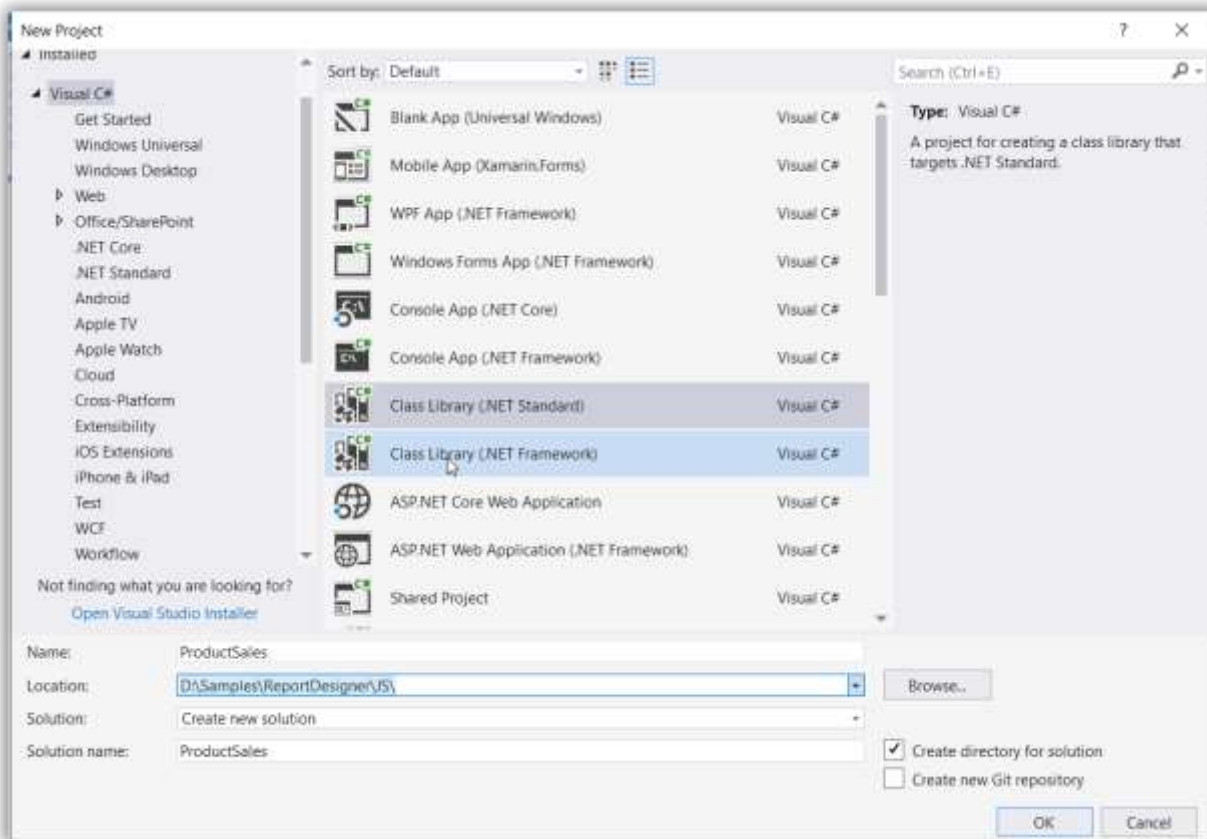 New Project
Installed
Sort by: Default
Search (Ctrl+E)
Visual C#
Get Started
Windows Universal
Windows Desktop
Web
Office/SharePoint
.NET Core
.NET Standard
Android
Apple TV
Apple Watch
Cloud
Cross-Platform
Extensibility
iOS Extensions
iPhone & iPad
Test
WCF
Workflow
Not finding what you are looking for?
Open Visual Studio Installer
Blank App (Universal Windows) Visual C#
Mobile App (Xamarin.Forms) Visual C#
WPF App (.NET Framework) Visual C#
Windows Forms App (.NET Framework) Visual C#
Console App (.NET Core) Visual C#
Console App (.NET Framework) Visual C#
Class Library (.NET Standard) Visual C#
Class Library (.NET Framework) Visual C#
ASP.NET Core Web Application Visual C#
ASP.NET Web Application (.NET Framework) Visual C#
Shared Project Visual C#
Type: Visual C#
A project for creating a class library that
targets .NET Standard.
Name: ProductSales
Location: D:\Samples\ReportDesigner\JS\
Browse...
Solution: Create new solution
Solution name: ProductSales
Create directory for solution
Create new Git repository
OK Cancel